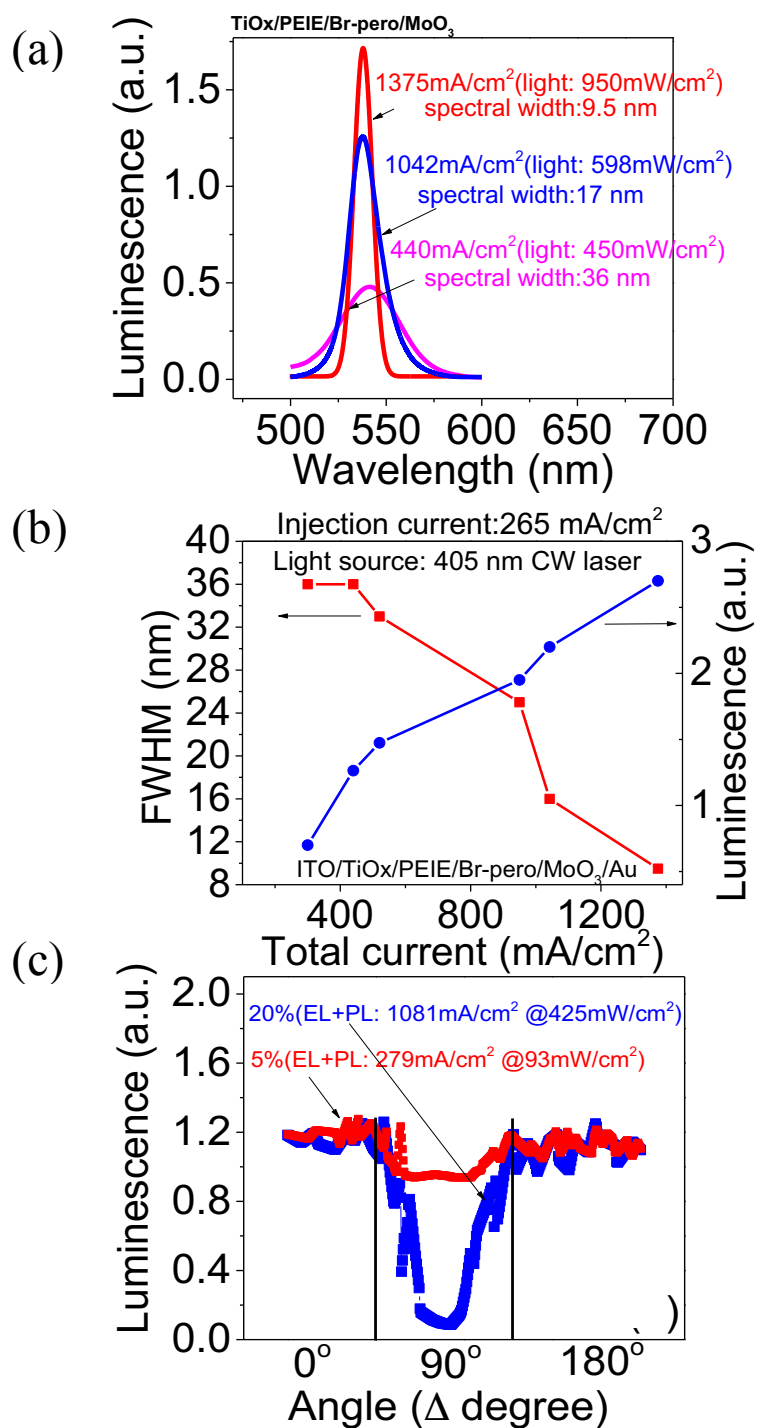 (a)
TiOx/PEIE/Br-pero/MoO₃
1375mA/cm²(light: 950mW/cm²)
spectral width:9.5 nm
1042mA/cm²(light: 598mW/cm²)
spectral width:17 nm
440mA/cm²(light: 450mW/cm²)
spectral width:36 nm
Luminescence (a.u.)
1.5
1.0
0.5
0.0
500 550 600 650 700
Wavelength (nm)
(b)
Injection current:265 mA/cm²
Light source: 405 nm CW laser
FWHM (nm)
40
36
32
28
24
20
16
12
8
3
2
1
Luminescence (a.u.)
ITO/TiOx/PEIE/Br-pero/MoO₃/Au
400 800 1200
Total current (mA/cm²)
(c)
20%(EL+PL: 1081mA/cm² @425mW/cm²)
5%(EL+PL: 279mA/cm² @93mW/cm²)
Luminescence (a.u.)
2.0
1.6
1.2
0.8
0.4
0.0
)
0° 90° 180°
Angle (Δ degree)